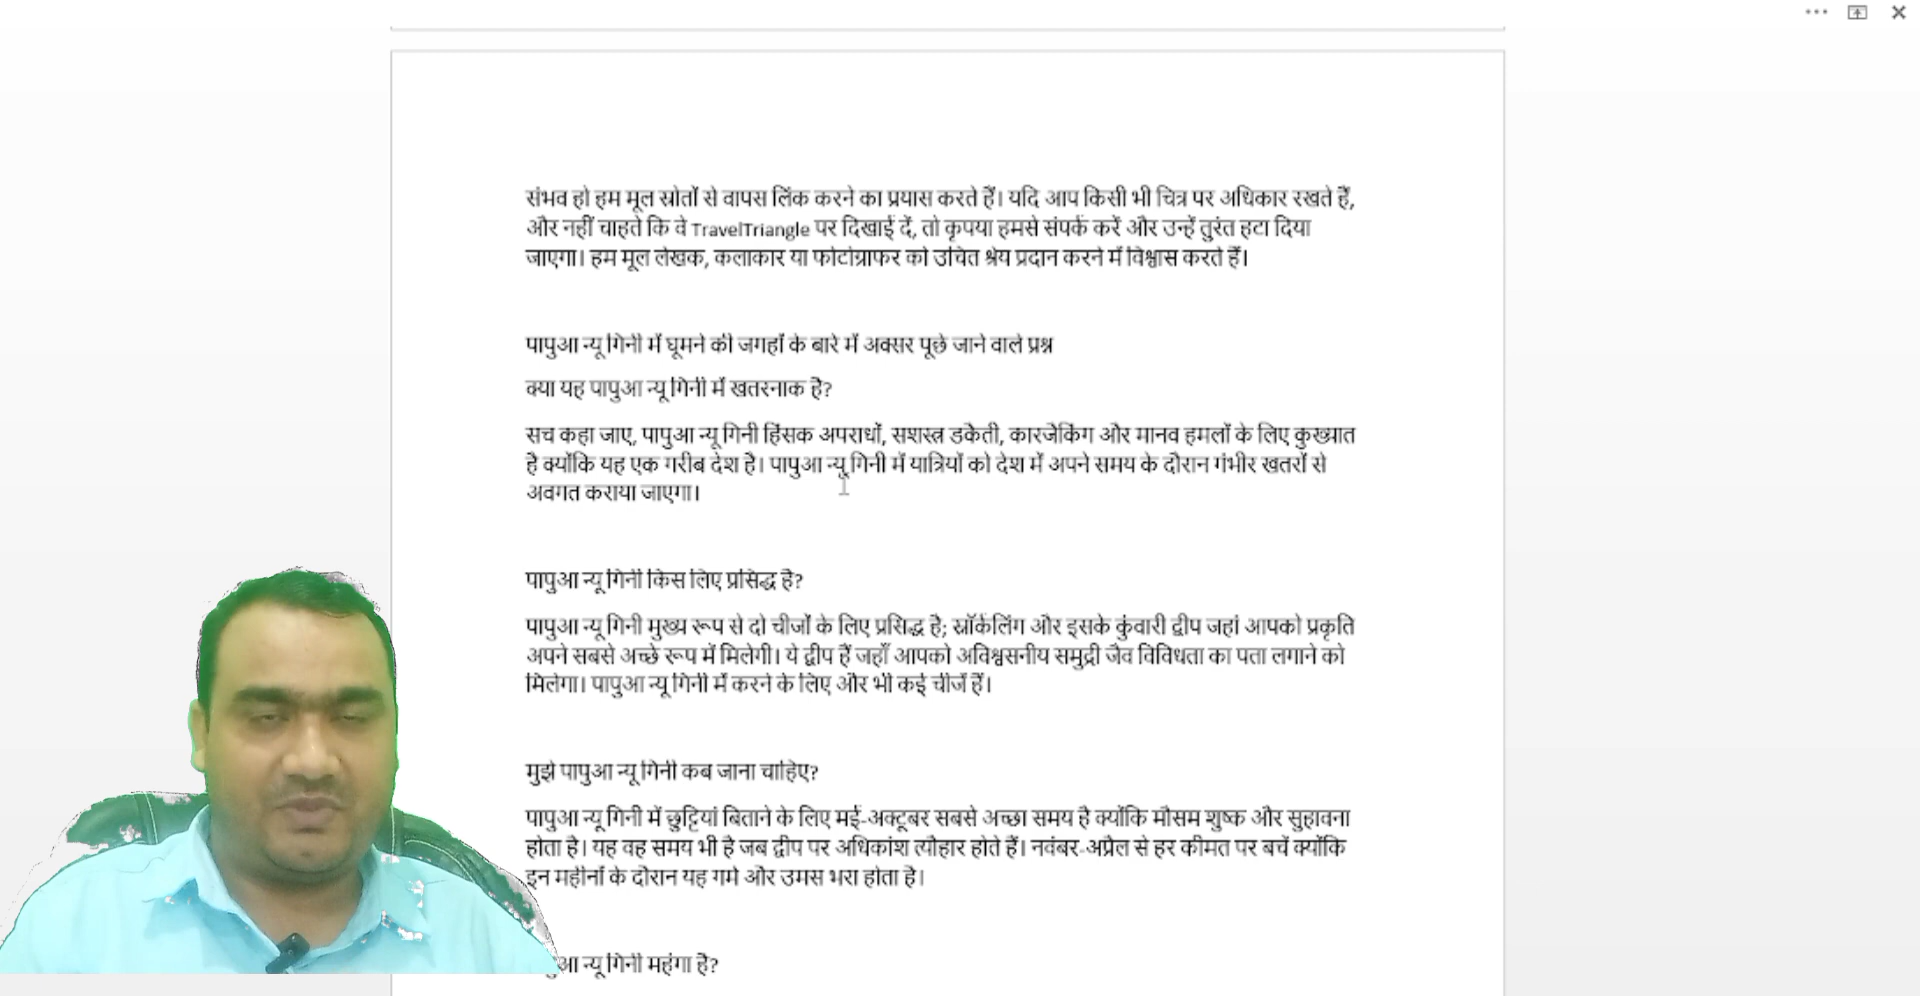 संभव हो हम मूल स्रोतों से वापस लिंक करने का प्रयास करते हैं। यदि आप किसी भी चित्र पर अधिकार रखते हैं,
और नहीं चाहते कि वे TravelTriangle पर दिखाई दें, तो कृपया हमसे संपर्क करें और उन्हें तुरंत हटा दिया
जाएगा। हम मूल लेखक, कलाकार या फोटोग्राफर को उचित श्रेय प्रदान करने में विश्वास करते हैं।
पापुआ न्यू गिनी में घूमने की जगहों के बारे में अक्सर पूछे जाने वाले प्रश्न
क्या यह पापुआ न्यू गिनी में खतरनाक है?
सच कहा जाए, पापुआ न्यू गिनी हिंसक अपराधों, सशस्त्र डकैती, कारजैकिंग और मानव हमलों के लिए कुख्यात
है क्योंकि यह एक गरीब देश है। पापुआ न्यू गिनी में यात्रियों को देश में अपने समय के दौरान गंभीर खतरों से
अवगत कराया जाएगा।
पापुआ न्यू गिनी किस लिए प्रसिद्ध है?
पापुआ न्यू गिनी मुख्य रूप से दो चीजों के लिए प्रसिद्ध है; स्नॉर्केलिंग और इसके कुंवारी द्वीप जहां आपको प्रकृति
अपने सबसे अच्छे रूप में मिलेगी। ये द्वीप हैं जहाँ आपको अविश्वसनीय समुद्री जैव विविधता का पता लगाने को
मिलेगा। पापुआ न्यू गिनी में करने के लिए और भी कई चीजें हैं।
मुझे पापुआ न्यू गिनी कब जाना चाहिए?
पापुआ न्यू गिनी में छुट्टियां बिताने के लिए मई-अक्टूबर सबसे अच्छा समय है क्योंकि मौसम शुष्क और सुहावना
होता है। यह वह समय भी है जब द्वीप पर अधिकांश त्यौहार होते हैं। नवंबर-अप्रैल से हर कीमत पर बचें क्योंकि
इन महीनों के दौरान यह गर्म और उमस भरा होता है।
न्यू गिनी महंगा है?